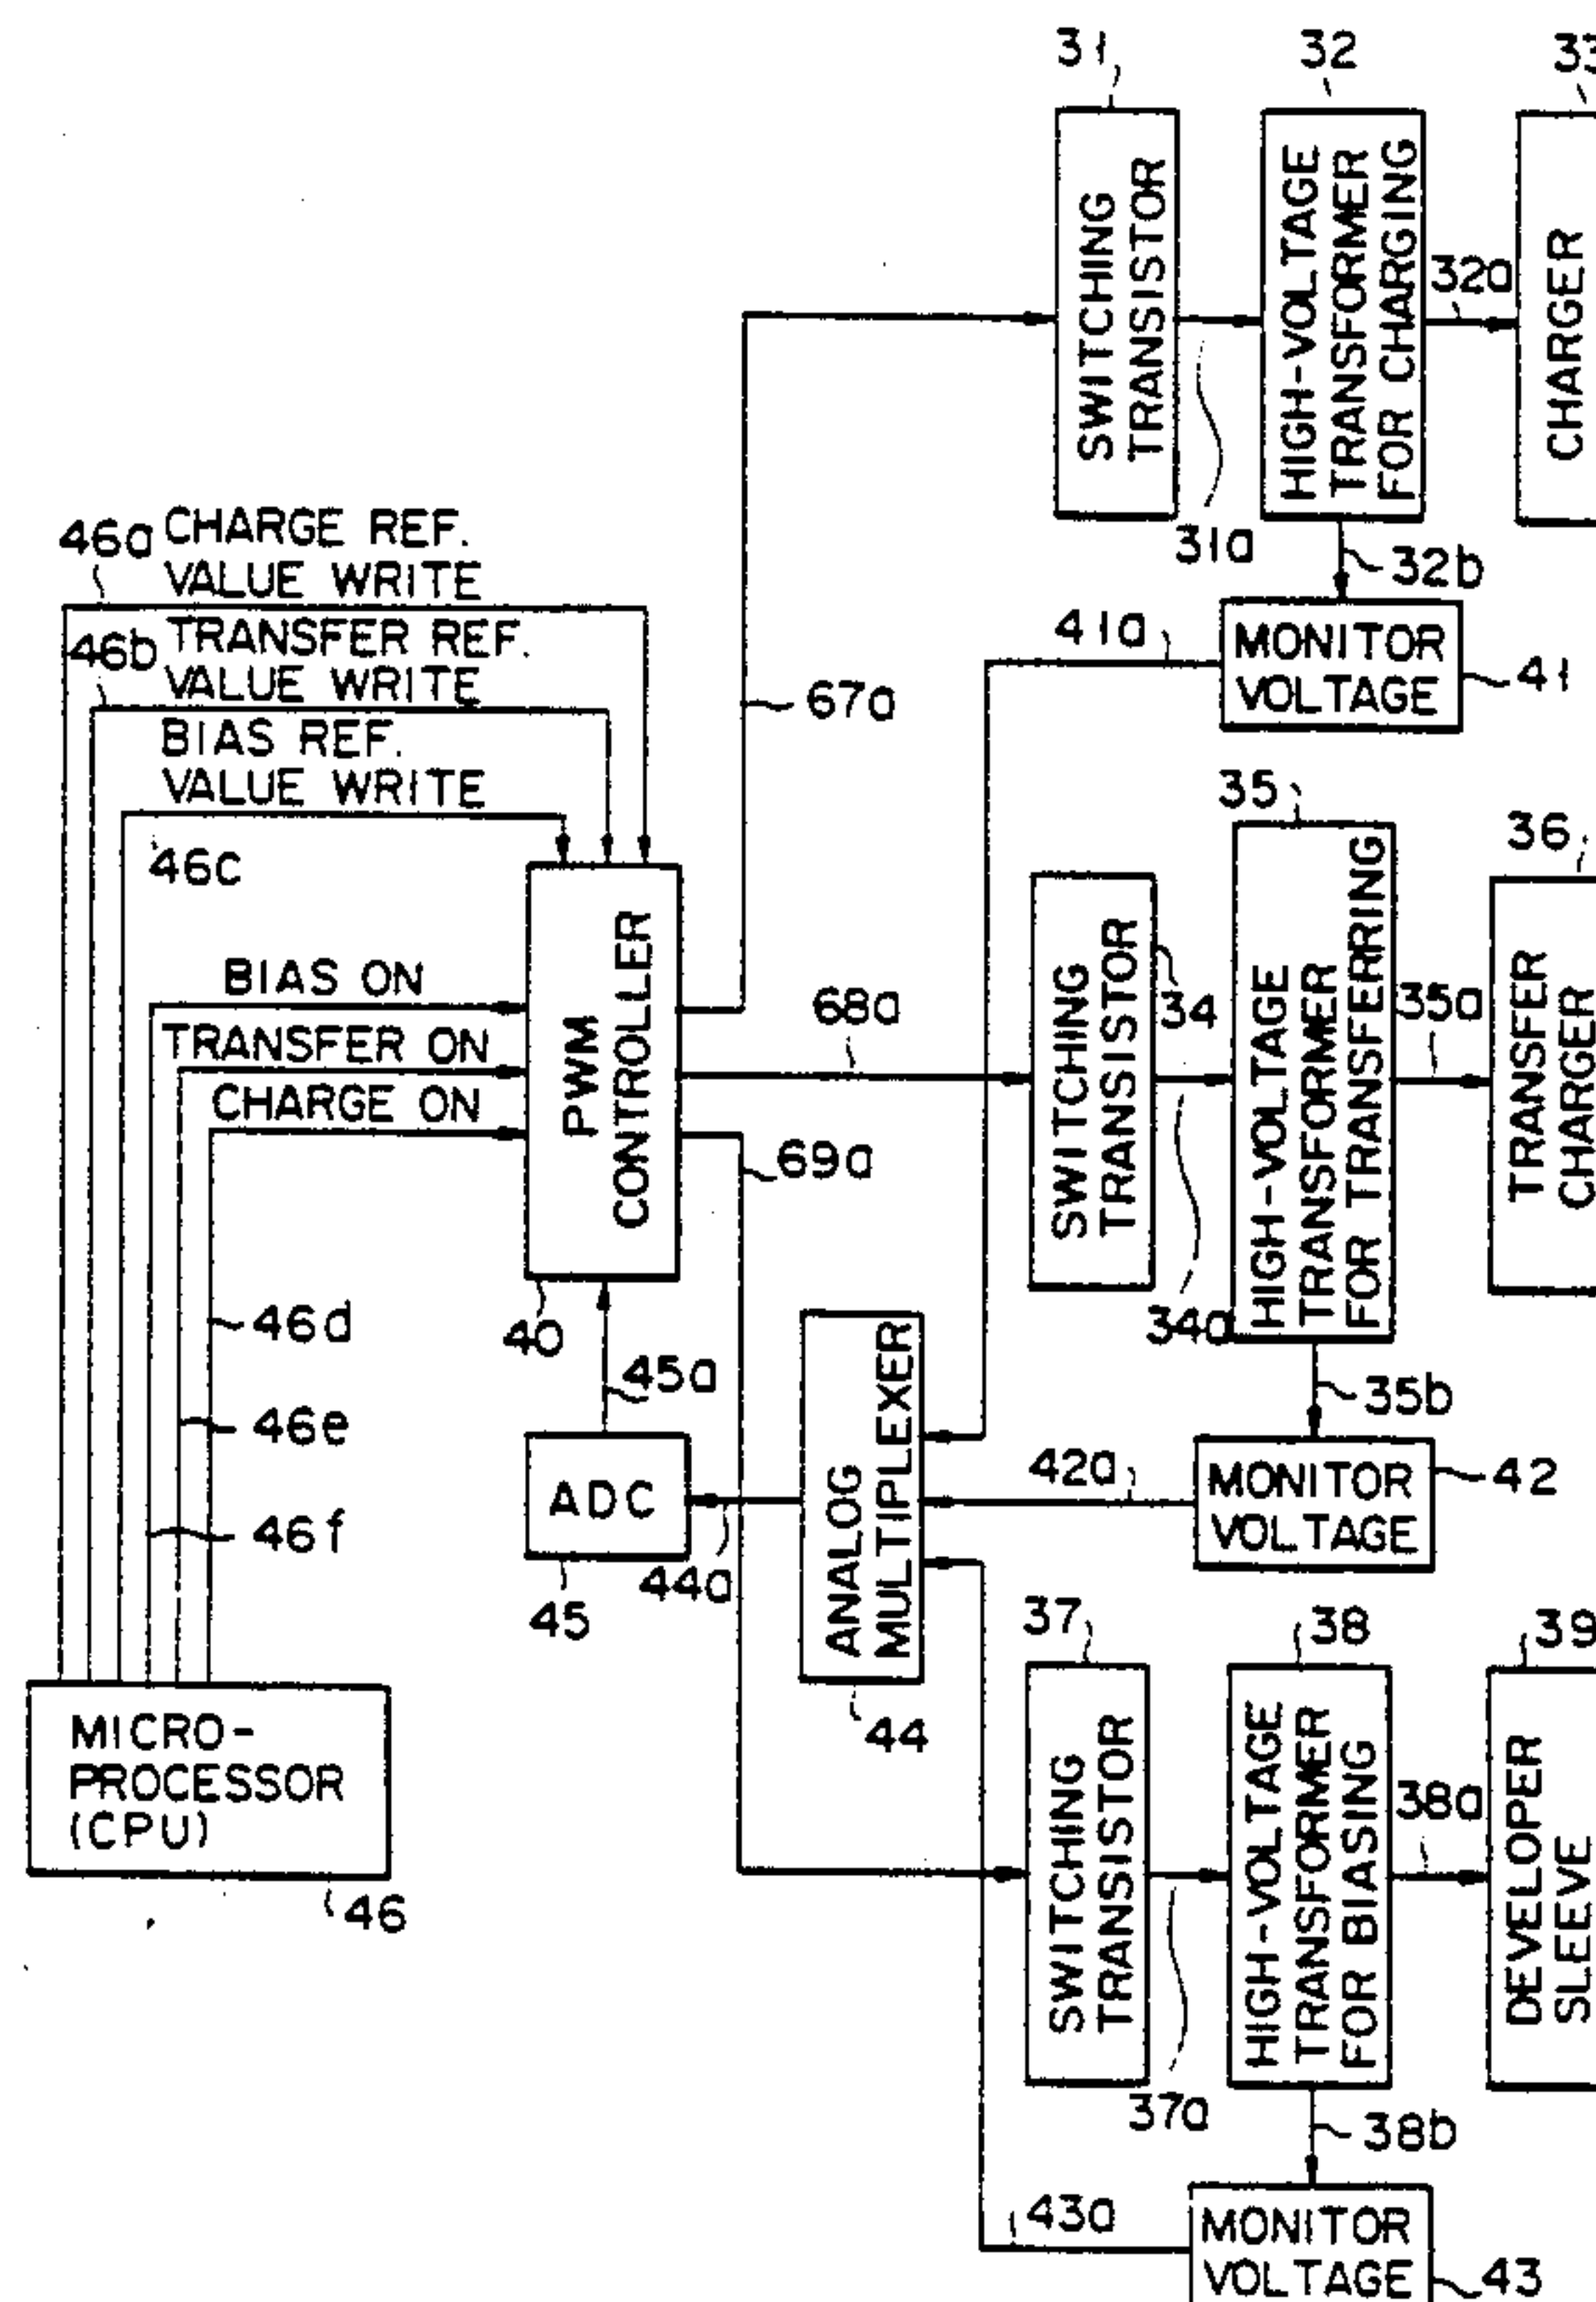 31
32
SWITCHING
TRANSISTOR
HIGH-VOLTAGE
TRANSFORMER
FOR CHARGING
32a
CHARGER
31a
32b
46a
CHARGE REF.
VALUE WRITE
46b
TRANSFER REF.
VALUE WRITE
BIAS REF.
VALUE WRITE
46c
41a
MONITOR
VOLTAGE
41
67a
35
36
BIAS ON
TRANSFER ON
CHARGE ON
PWM
CONTROLLER
68a
69a
SWITCHING
TRANSISTOR
34
HIGH-VOLTAGE
TRANSFORMER
FOR TRANSFERRING
35a
TRANSFER
CHARGER
34a
35b
46d
46e
46f
40
45a
ADC
45
44a
ANALOG
MULTIPLEXER
44
42a
MONITOR
VOLTAGE
42
37
38
39
MICRO-
PROCESSOR
(CPU)
46
SWITCHING
TRANSISTOR
HIGH-VOLTAGE
TRANSFORMER
FOR BIASING
38a
DEVELOPER
SLEEVE
37a
38b
43a
MONITOR
VOLTAGE
43